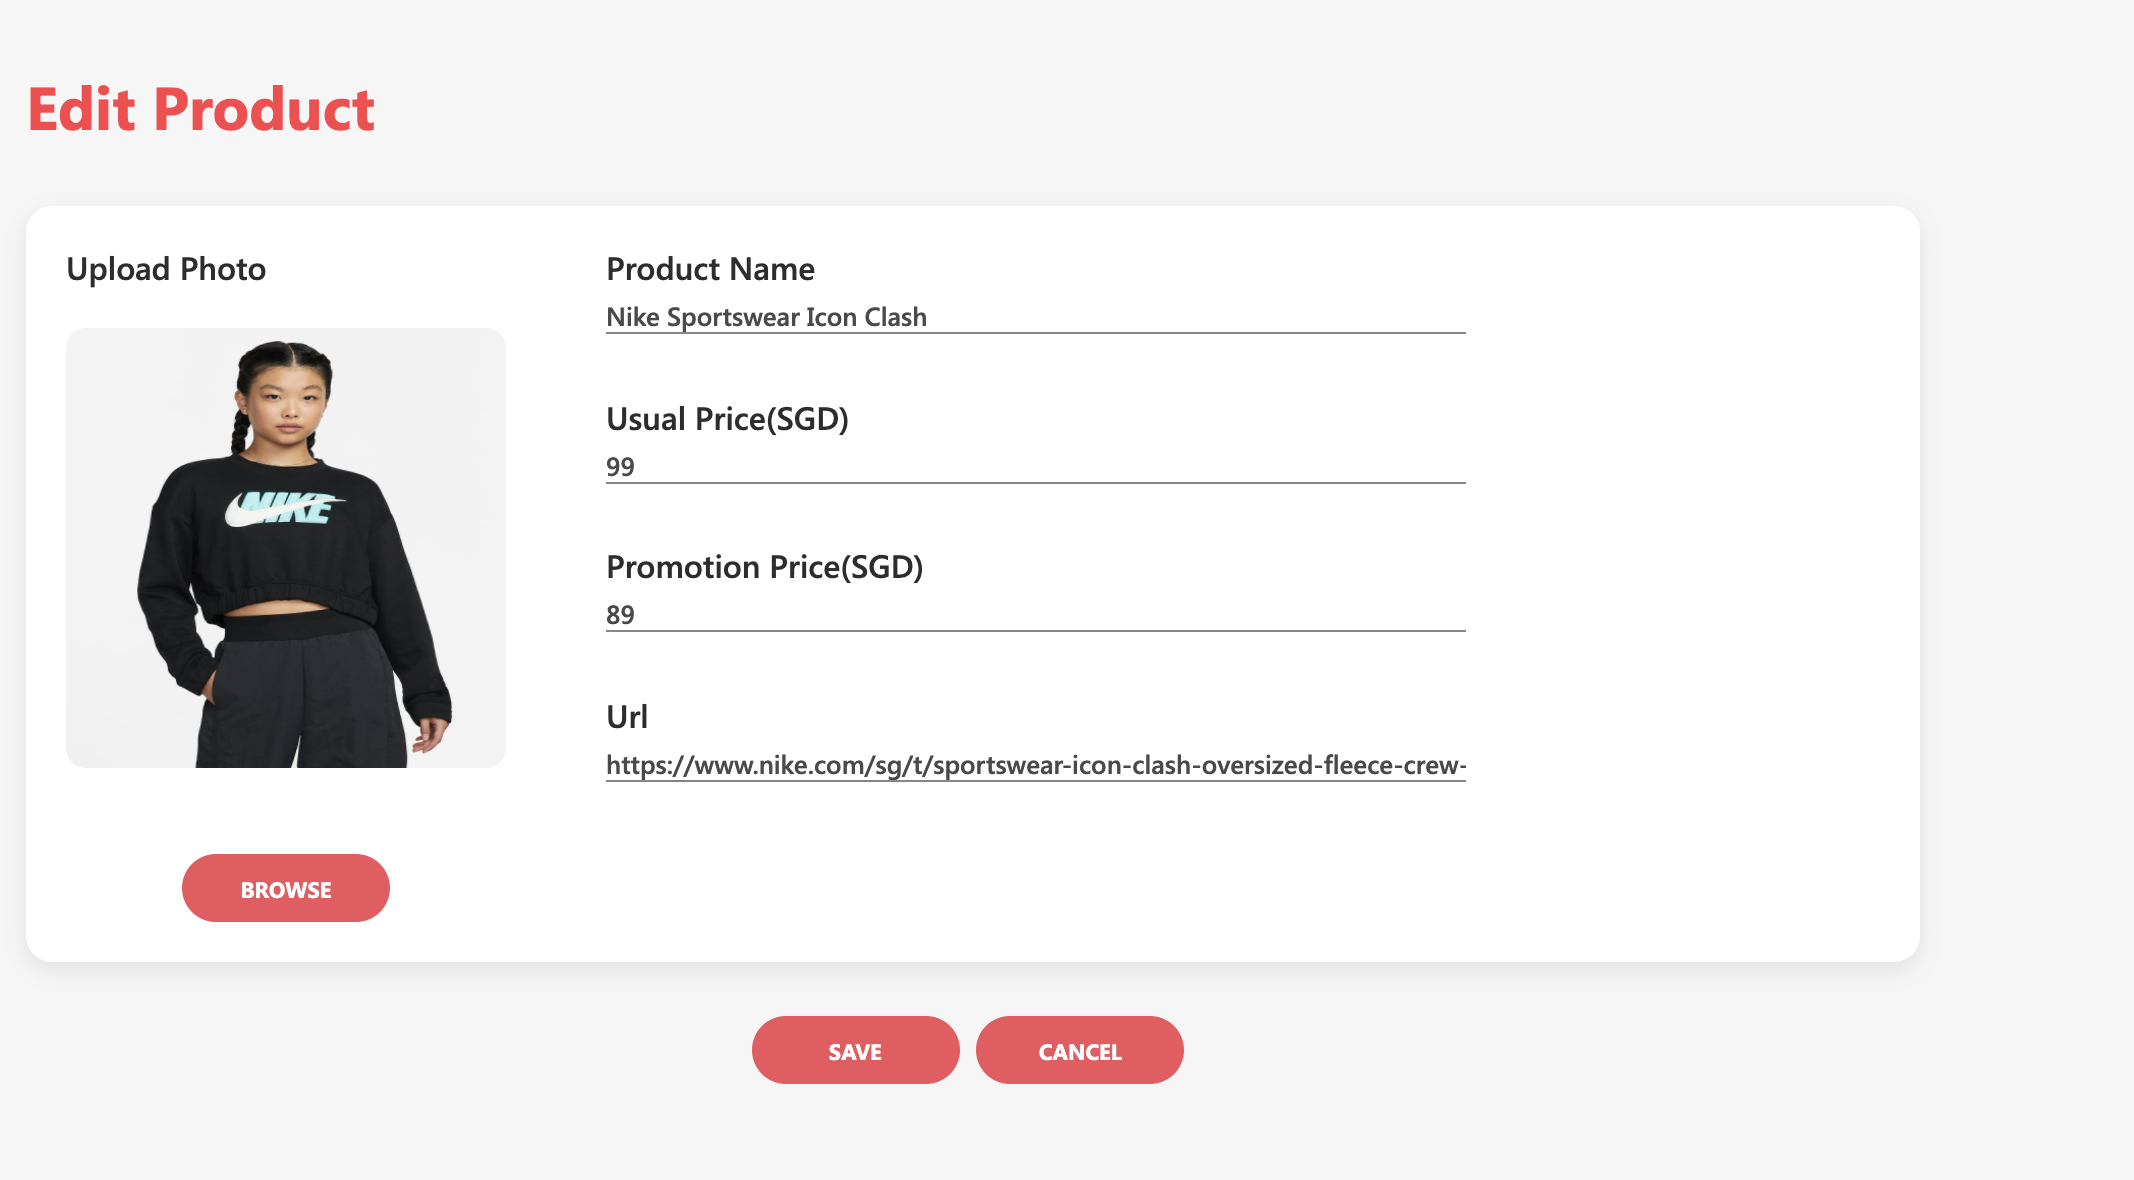 Edit Product
Upload Photo
NIKE
BROWSE
Product Name
Nike Sportswear Icon Clash
Usual Price(SGD)
99
Promotion Price(SGD)
89
Url
https://www.nike.com/sg/t/sportswear-icon-clash-oversized-fleece-crew-
SAVE
CANCEL